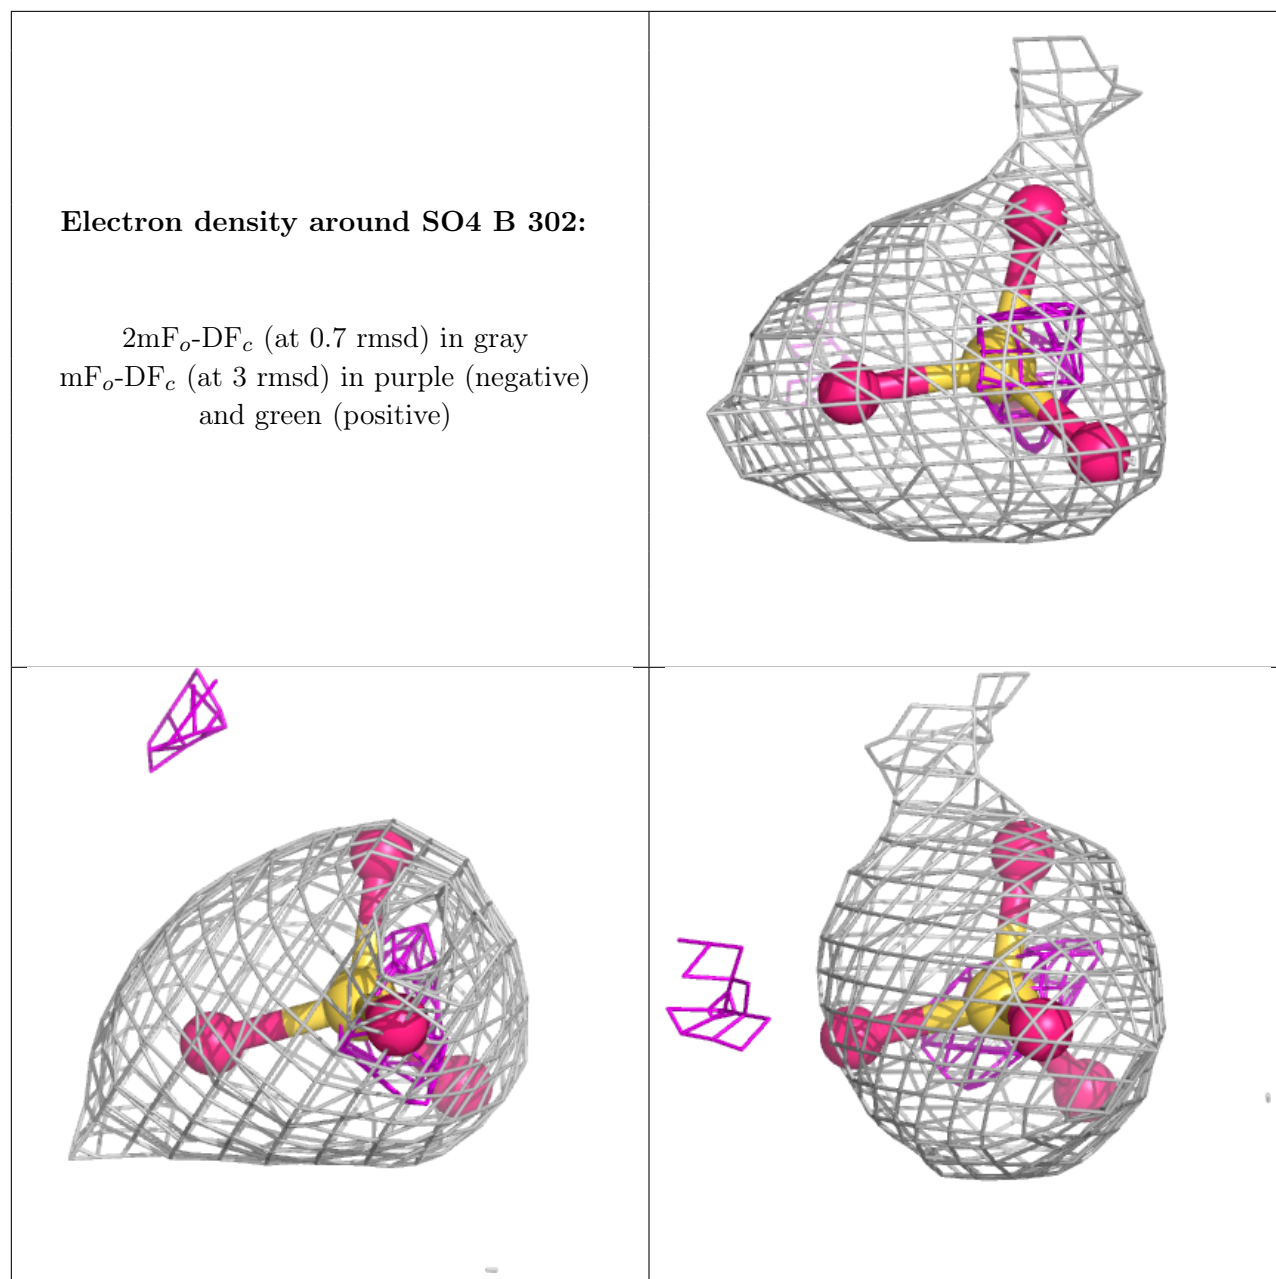 Electron density around SO4 B 302:
2mFo-DFc (at 0.7 rmsd) in gray
mFo-DFc (at 3 rmsd) in purple (negative)
and green (positive)